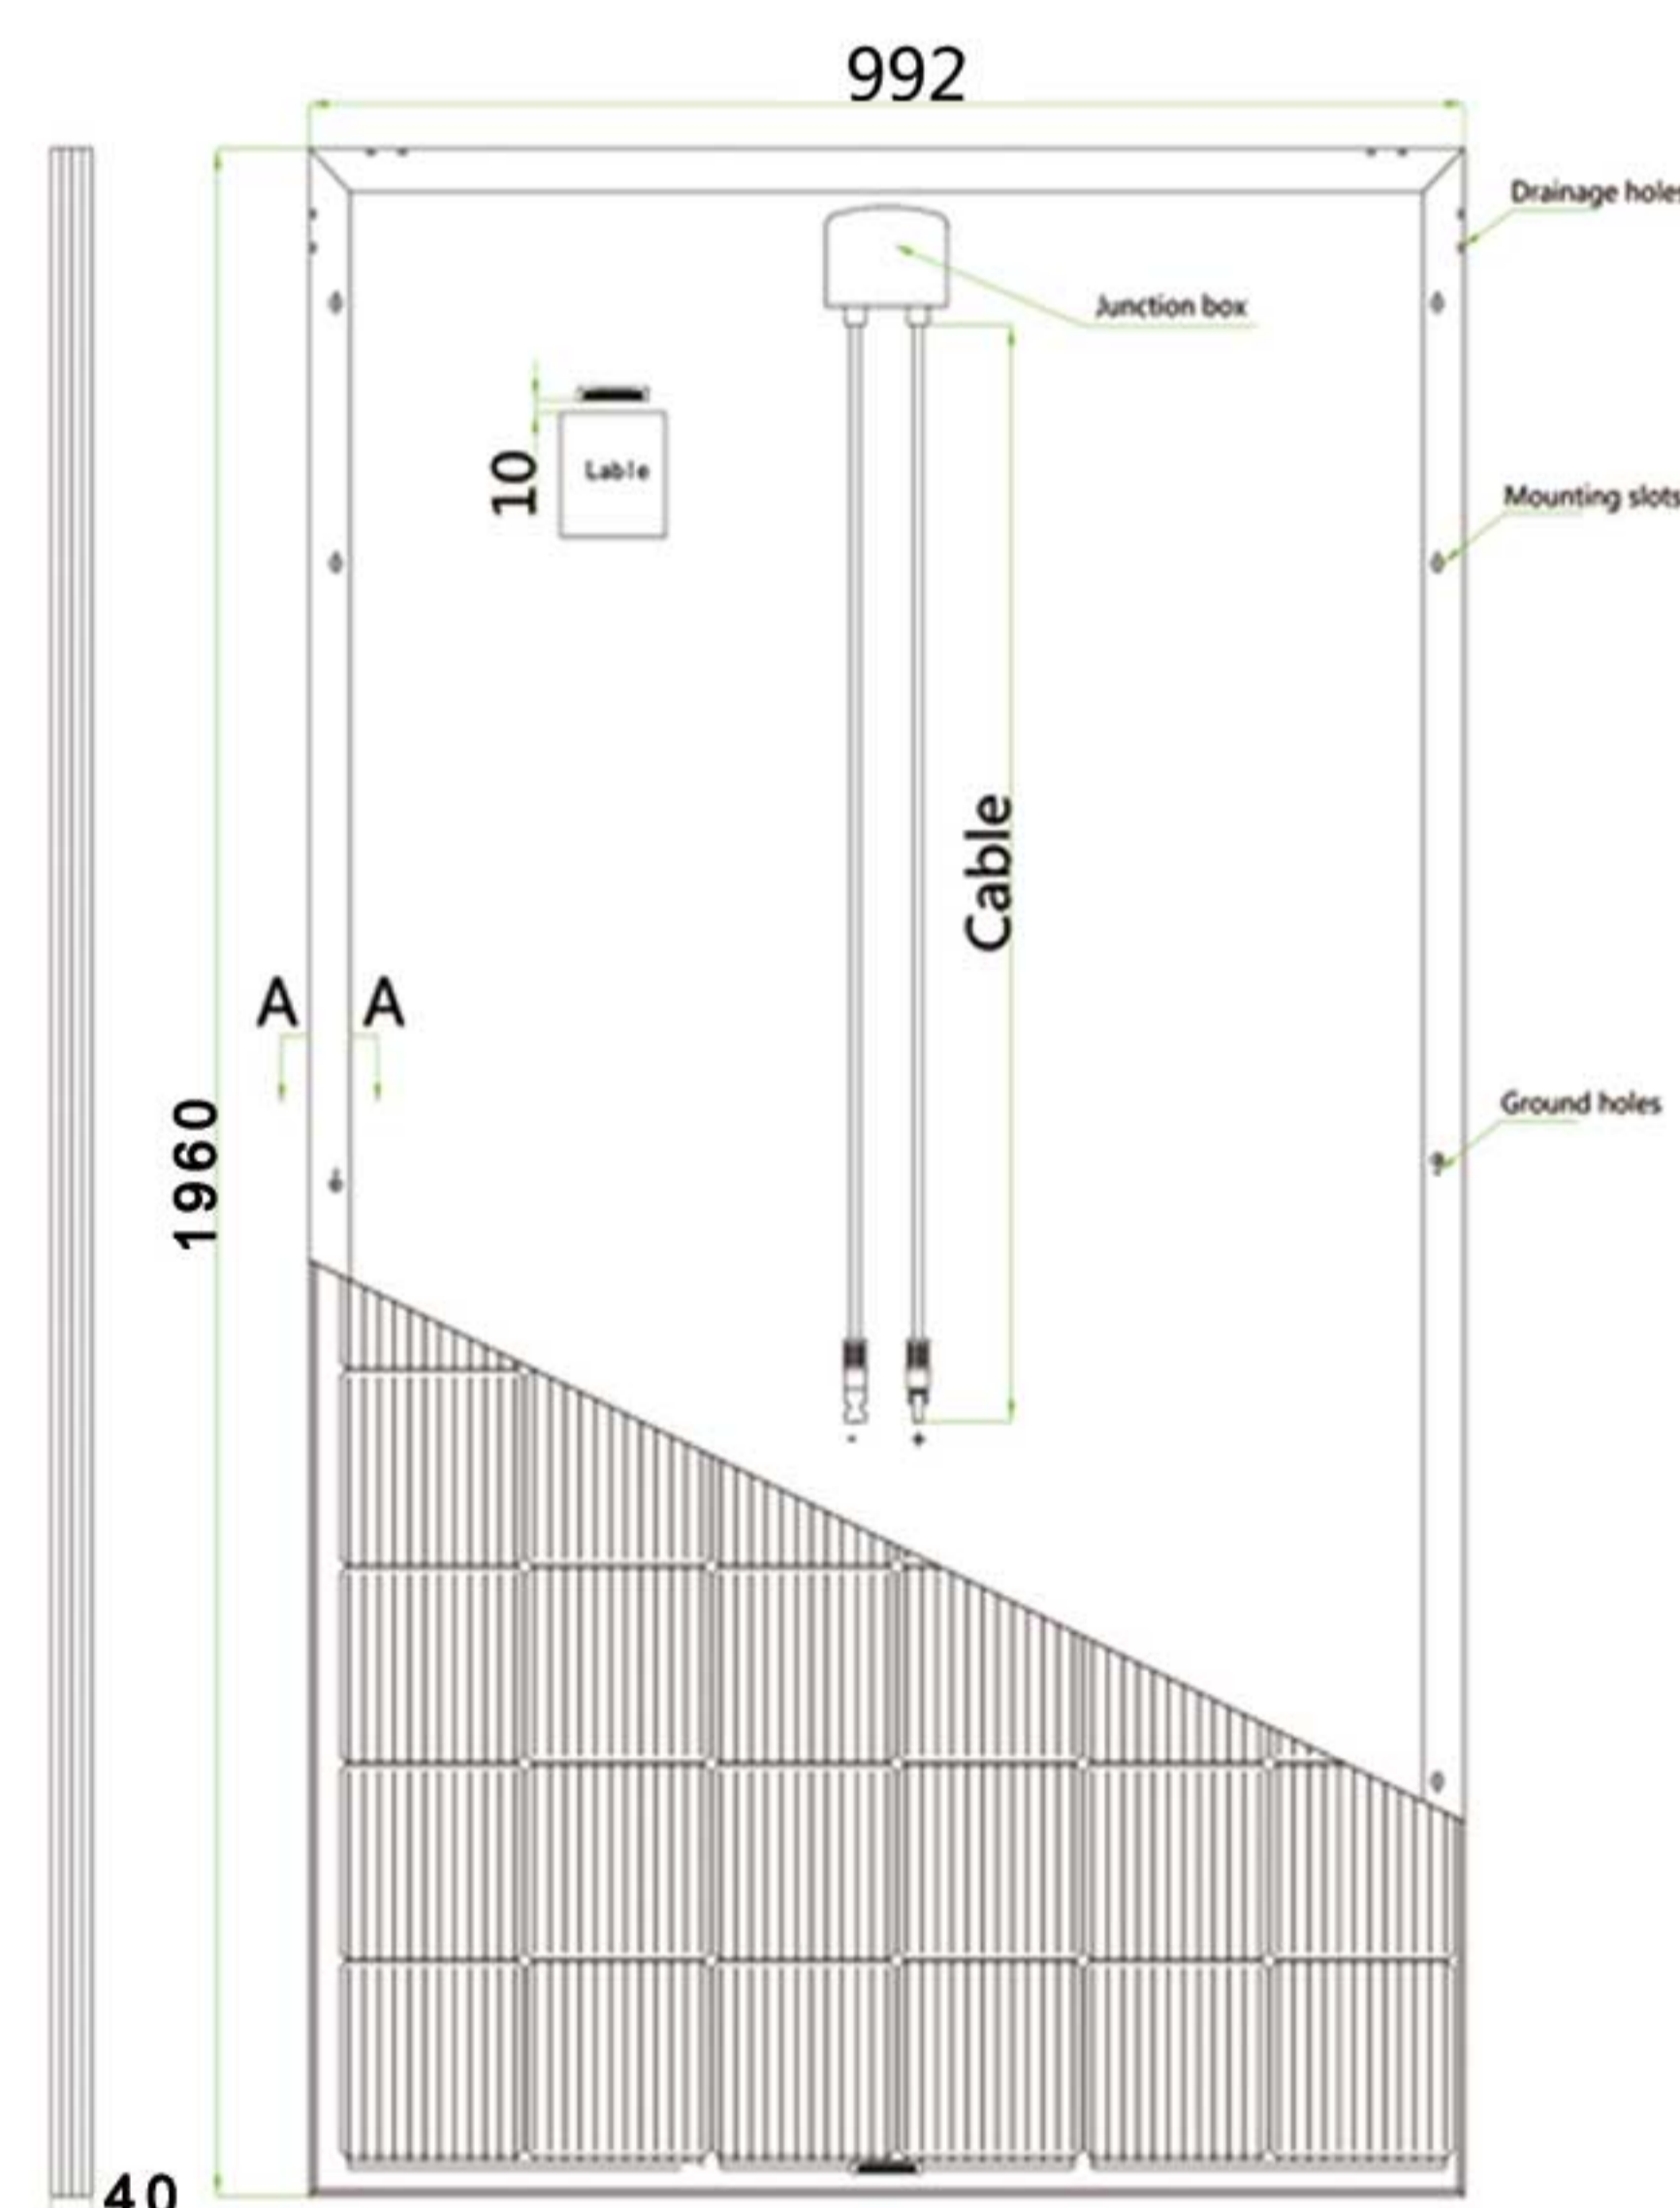 992
Drainage holes
Junction box
10
Lable
Mounting slots
Cable
A
A
Ground holes
1960
-
+
40